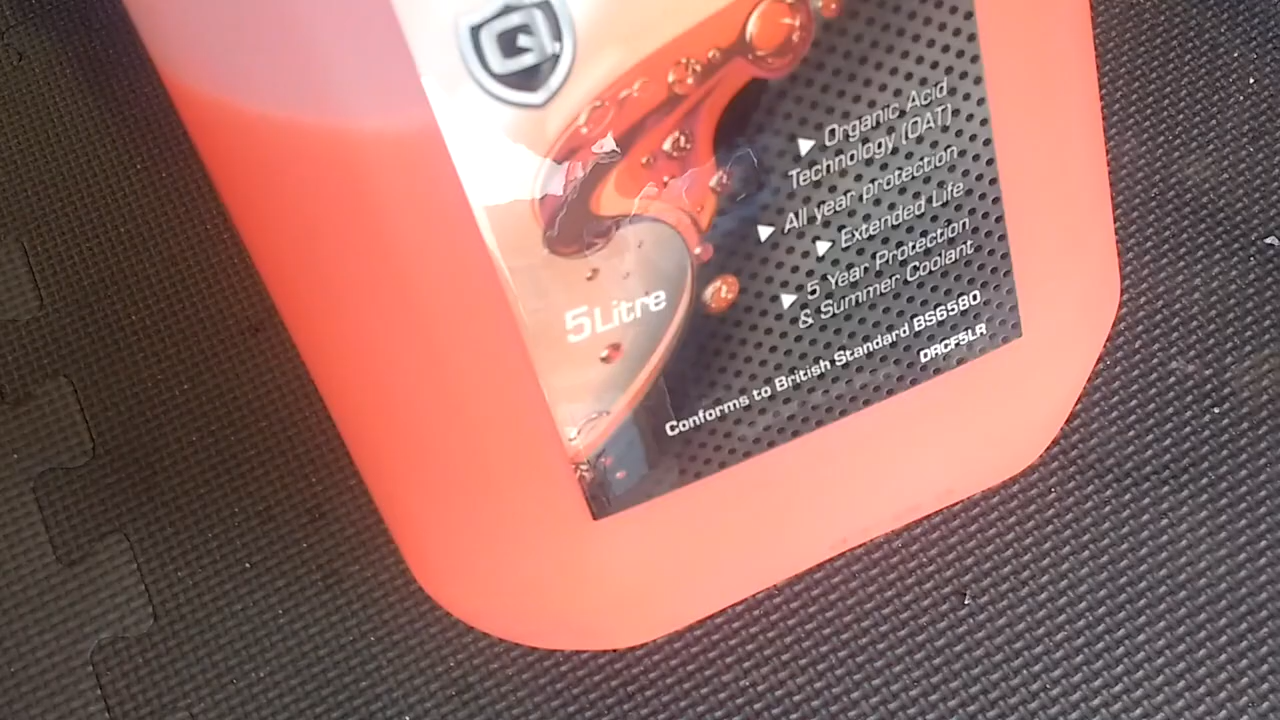 5Litre
Organic Acid
Technology (OAT)
All year protection
Extended Life
5 Year Protection
& Summer Coolant
Conforms to British Standard BS6580
DRCF5LR